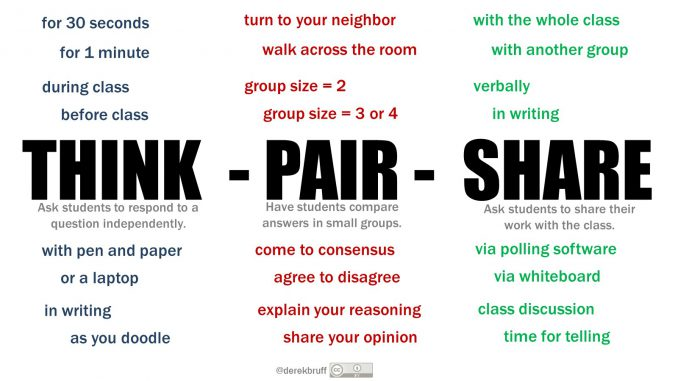 for 30 seconds
for 1 minute
during class
before class
turn to your neighbor
walk across the room
group size = 2
group size = 3 or 4
with the whole class
with another group
verbally
in writing
THINK - PAIR - SHARE
Ask students to respond to a
question independently.
Have students compare
answers in small groups.
Ask students to share their
work with the class.
with pen and paper
or a laptop
in writing
as you doodle
come to consensus
agree to disagree
explain your reasoning
share your opinion
via polling software
via whiteboard
class discussion
time for telling
@derekbruff